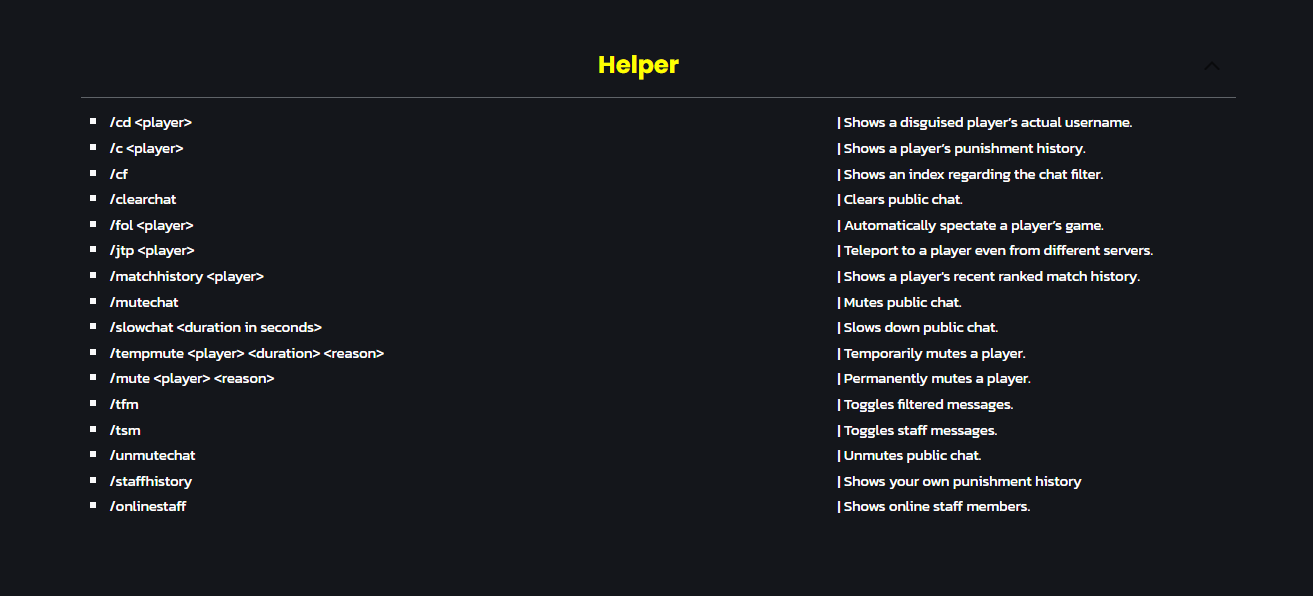 Helper
/cd <player> | Shows a disguised player's actual username.
/c <player> | Shows a player's punishment history.
/cf | Shows an index regarding the chat filter.
/clearchat | Clears public chat.
/fol <player> | Automatically spectate a player's game.
/jtp <player> | Teleport to a player even from different servers.
/matchhistory <player> | Shows a player's recent ranked match history.
/mutechat | Mutes public chat.
/slowchat <duration in seconds> | Slows down public chat.
/tempmute <player> <duration> <reason> | Temporarily mutes a player.
/mute <player> <reason> | Permanently mutes a player.
/tfm | Toggles filtered messages.
/tsm | Toggles staff messages.
/unmutechat | Unmutes public chat.
/staffhistory | Shows your own punishment history
/onlinestaff | Shows online staff members.